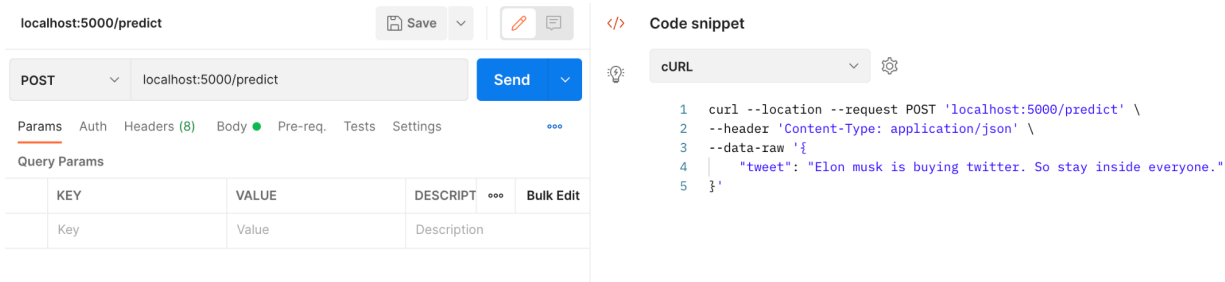 localhost:5000/predict
Save
POST
localhost:5000/predict
Send
Params Auth Headers (8) Body Pre-req. Tests Settings
Query Params
KEY VALUE DESCRIPT Bulk Edit
Key Value Description
</> Code snippet
cURL
1 curl --location --request POST 'localhost:5000/predict' \
2 --header 'Content-Type: application/json' \
3 --data-raw '{
4 "tweet": "Elon musk is buying twitter. So stay inside everyone."
5 }'